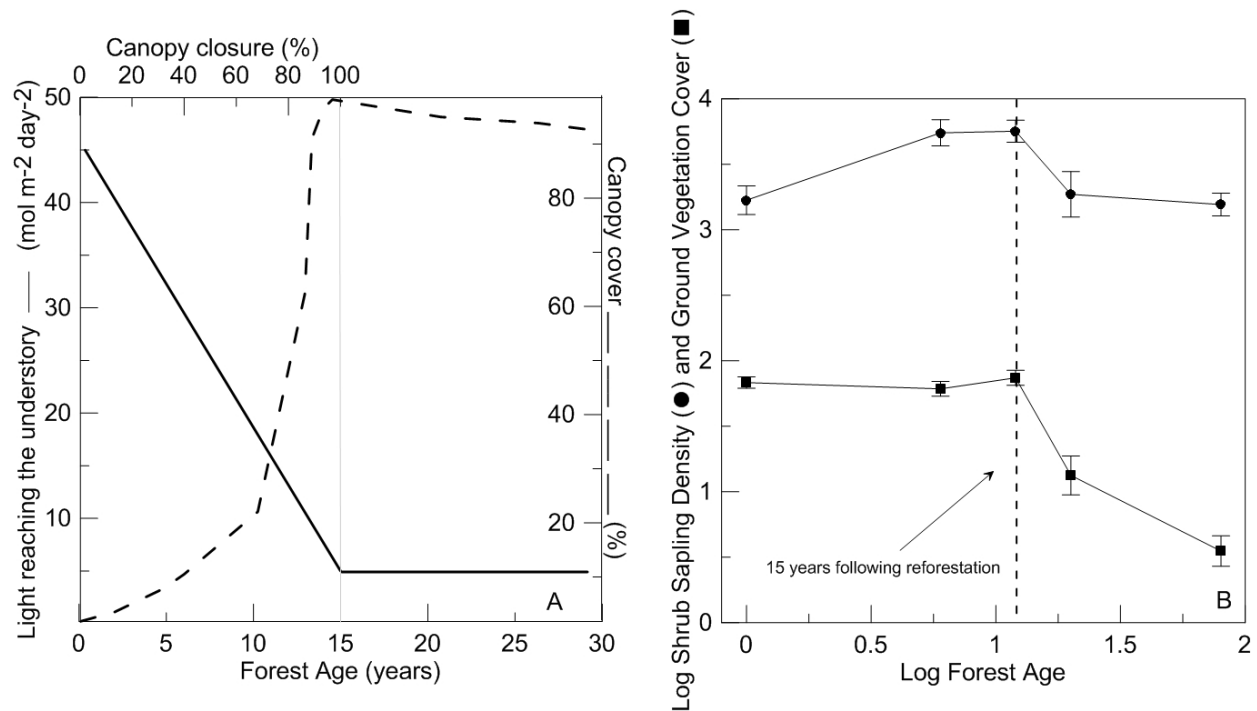 Canopy closure (%)
0 20 40 60 80 100
Light reaching the understory (mol m-2 day-2)
50
40
30
20
10
0
80
60
40
20
Canopy cover (%)
A
0 5 10 15 20 25 30
Forest Age (years)
Log Shrub Sapling Density (●) and Ground Vegetation Cover (■)
4
3
2
1
0
15 years following reforestation
B
0 0.5 1 1.5 2
Log Forest Age